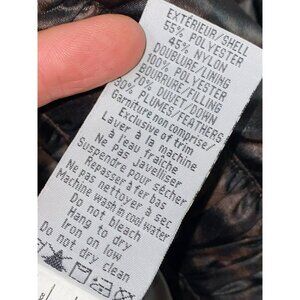 EXTÉRIEUR/SHELL
55% POLYESTER
45% NYLON
DOUBLURE/LINING
100% POLYESTER
BOURRURE/FILLING
70% DUVET/DOWN
30% PLUMES/FEATHERS
Garniture non comprise/
Exclusive of trim
Laver à la machine
à l'eau fraîche
Ne pas Javelliser
Suspendre pour sécher
Repasser à fer bas
Ne pas nettoyer à sec
Machine wash in cool water
Do not bleach
Hang to dry
Iron on low
Do not dry clean